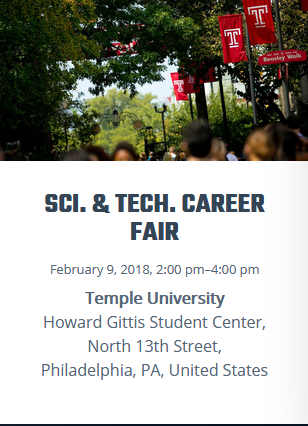 T
T
T
Beasley Walk
SCI. & TECH. CAREER
FAIR
February 9, 2018, 2:00 pm–4:00 pm
Temple University
Howard Gittis Student Center,
North 13th Street,
Philadelphia, PA, United States